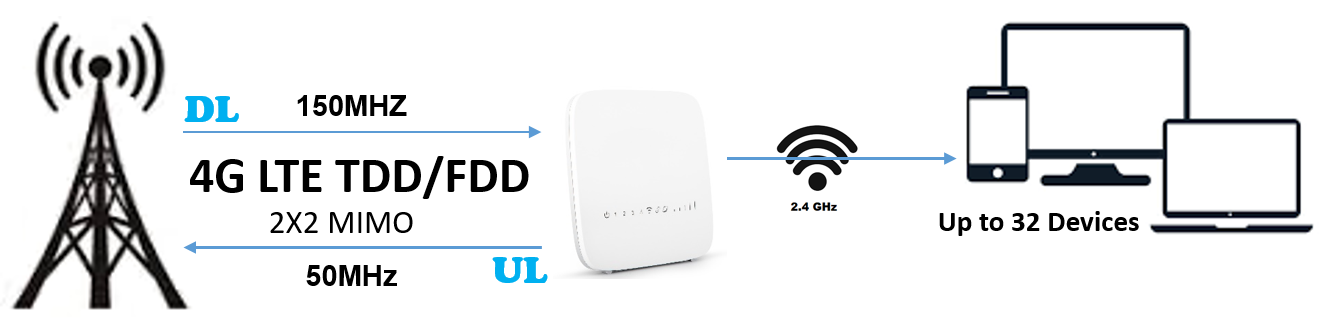 DL
150MHZ
4G LTE TDD/FDD
2X2 MIMO
50MHz
UL
2.4 GHz
Up to 32 Devices